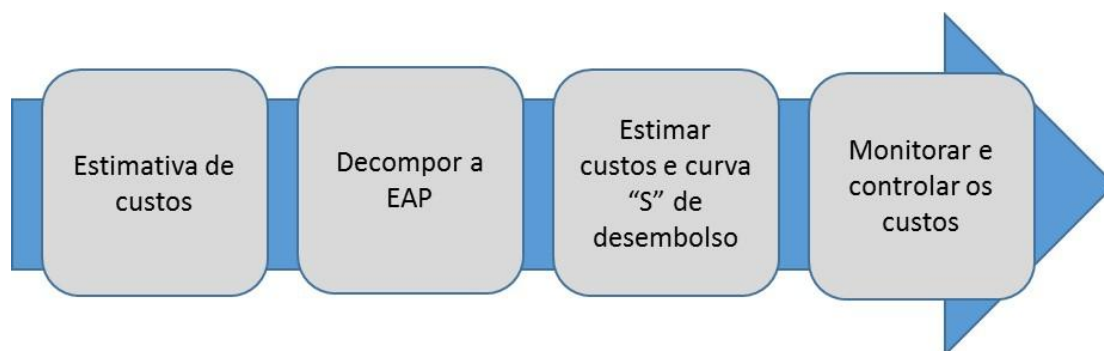 Estimativa de
custos
Decompor a
EAP
Estimar
custos e curva
“S” de
desembolso
Monitorar e
controlar os
custos